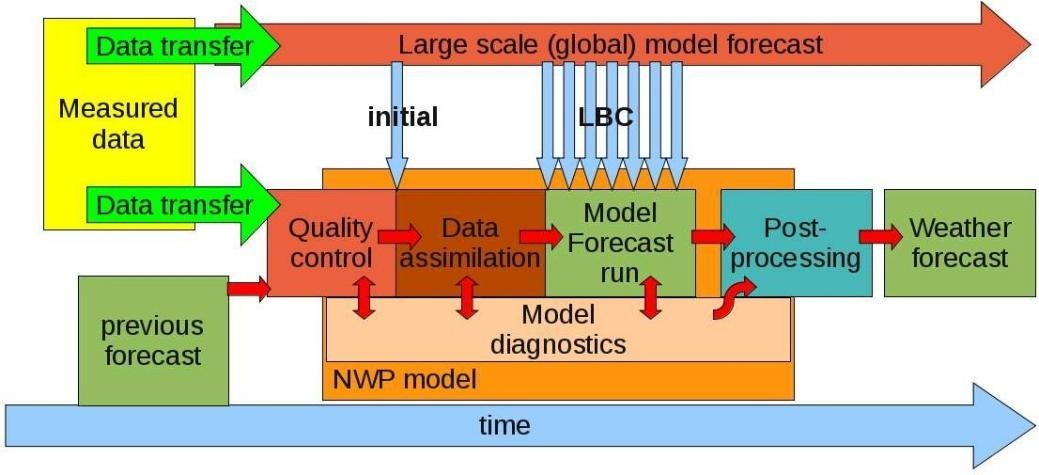 Data transfer
Large scale (global) model forecast
Measured
data
initial
LBC
Data transfer
Quality
control
Data
assimilation
Model
Forecast
run
Post-
processing
Weather
forecast
previous
forecast
Model
diagnostics
NWP model
time